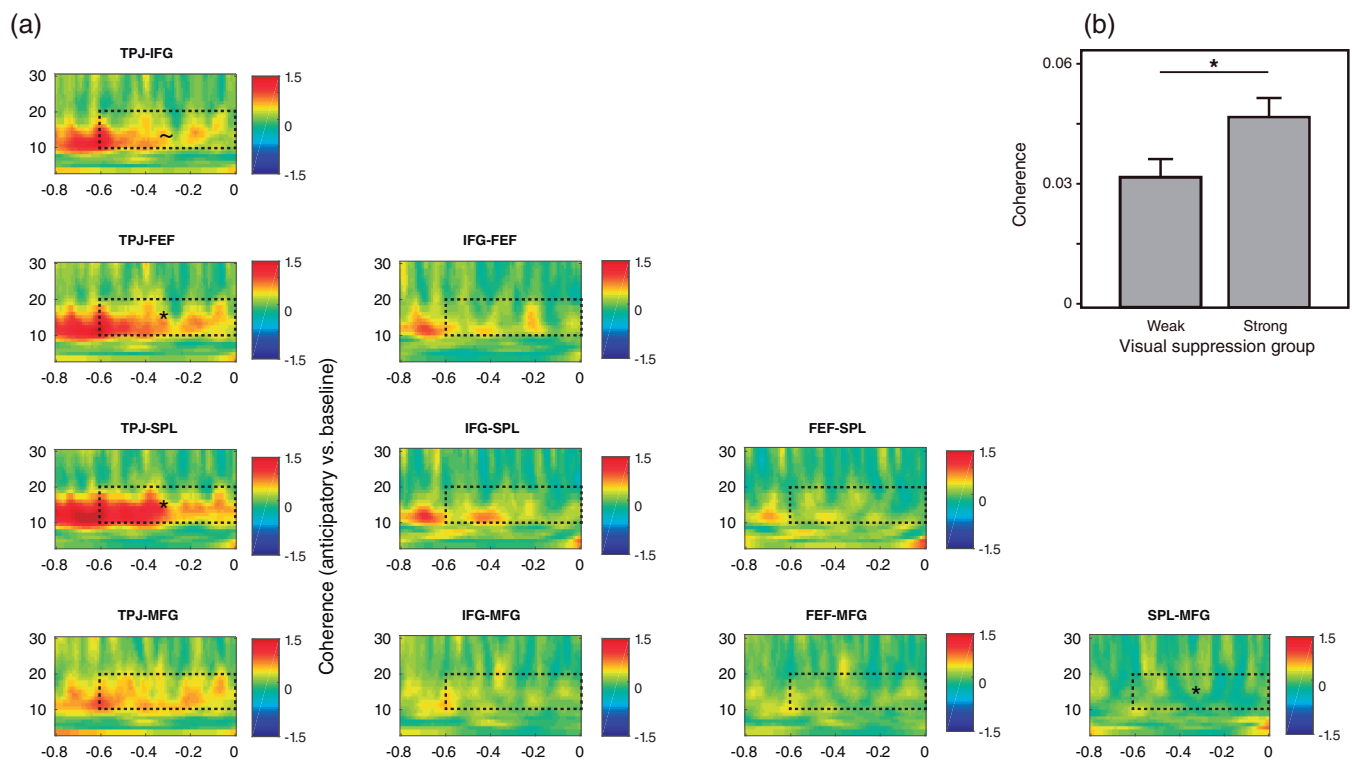 (a)
(b)
TPJ-IFG
30
20
10
~
-0.8 -0.6 -0.4 -0.2 0
1.5
0
-1.5
0.06
0.03
0
Coherence
*
Weak Strong
Visual suppression group
TPJ-FEF
30
20
10
*
-0.8 -0.6 -0.4 -0.2 0
1.5
0
-1.5
IFG-FEF
30
20
10
-0.8 -0.6 -0.4 -0.2 0
1.5
0
-1.5
Coherence (anticipatory vs. baseline)
TPJ-SPL
30
20
10
*
-0.8 -0.6 -0.4 -0.2 0
1.5
0
-1.5
IFG-SPL
30
20
10
-0.8 -0.6 -0.4 -0.2 0
1.5
0
-1.5
FEF-SPL
30
20
10
-0.8 -0.6 -0.4 -0.2 0
1.5
0
-1.5
TPJ-MFG
30
20
10
-0.8 -0.6 -0.4 -0.2 0
1.5
0
-1.5
IFG-MFG
30
20
10
-0.8 -0.6 -0.4 -0.2 0
1.5
0
-1.5
FEF-MFG
30
20
10
-0.8 -0.6 -0.4 -0.2 0
1.5
0
-1.5
SPL-MFG
30
20
10
*
-0.8 -0.6 -0.4 -0.2 0
1.5
0
-1.5